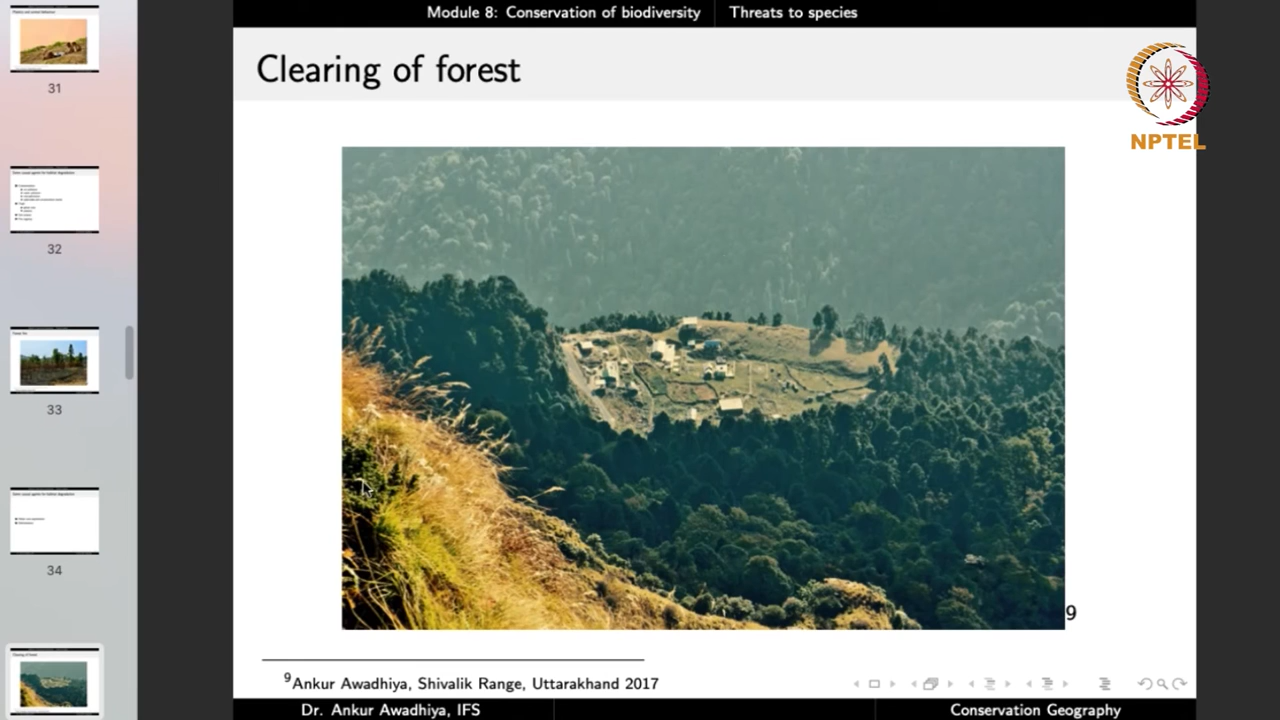 Module 8: Conservation of biodiversity
Threats to species
Clearing of forest
NPTEL
31
32
33
34
9
9Ankur Awadhiya, Shivalik Range, Uttarakhand 2017
Dr. Ankur Awadhiya, IFS
Conservation Geography